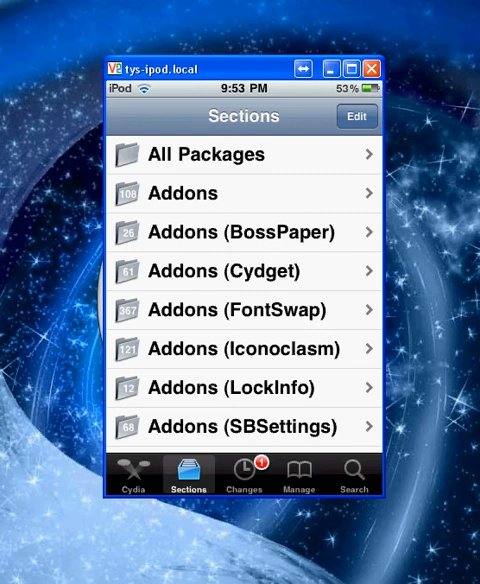 tys-ipod.local
iPod 9:53 PM 53%
Sections Edit
All Packages
108 Addons
26 Addons (BossPaper)
61 Addons (Cydget)
367 Addons (FontSwap)
121 Addons (Iconoclasm)
12 Addons (LockInfo)
68 Addons (SBSettings)
1
Cydia Sections Changes Manage Search